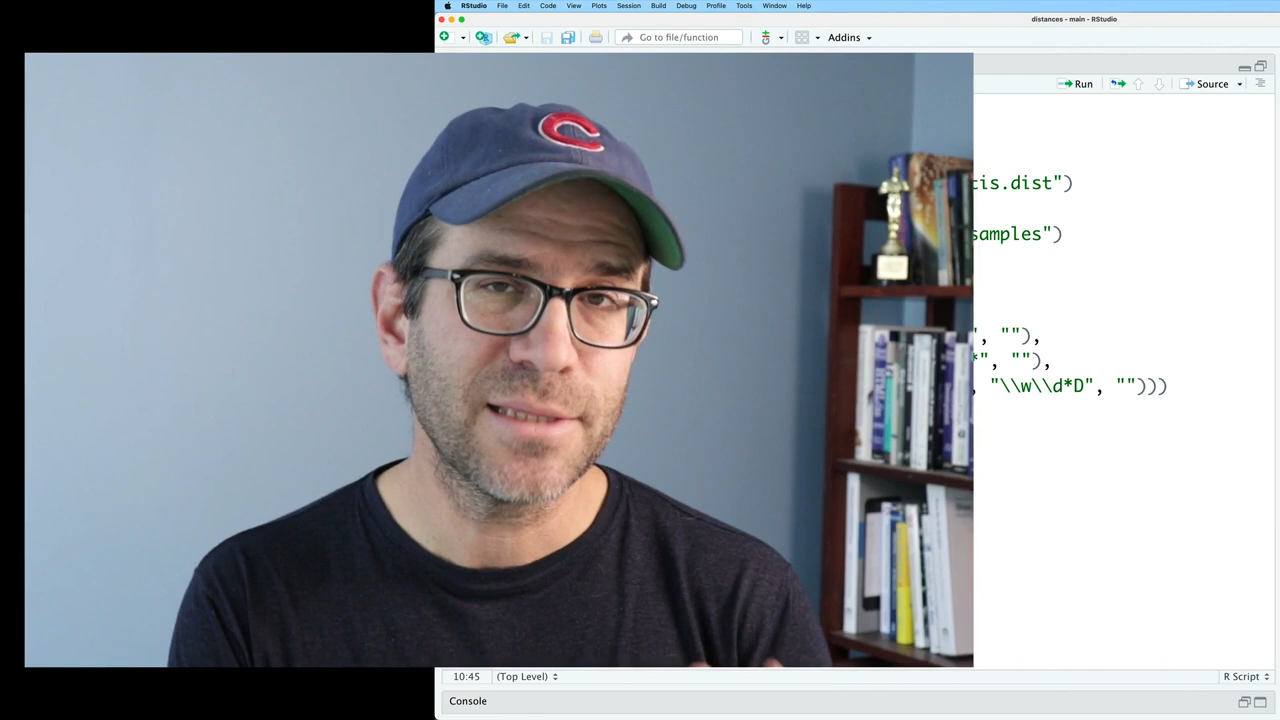 RStudio File Edit Code View Plots Session Build Debug Profile Tools Window Help
distances - main - RStudio
Go to file/function Addins
Run Source
tis.dist")
samples")
", ""),
*", ""),
, "\\w\\d*D", "")))
10:45 (Top Level) R Script
Console
C